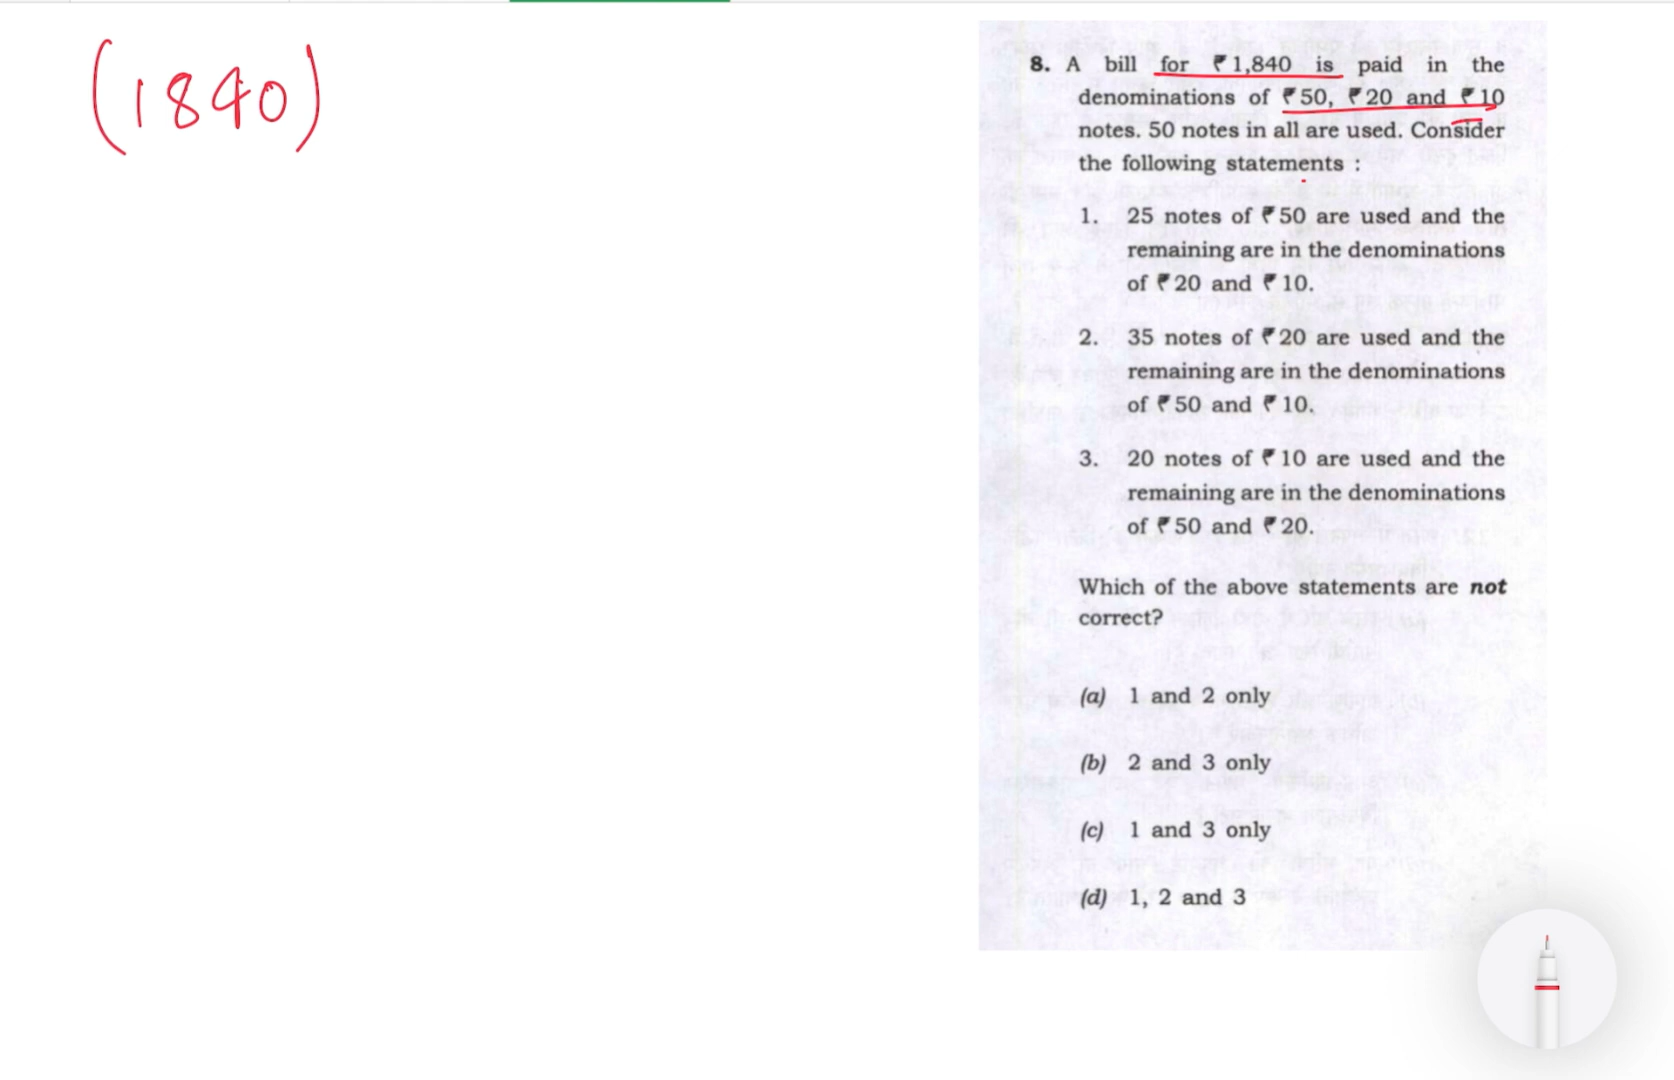 (1840)
8. A bill for ₹1,840 is paid in the
denominations of ₹50, ₹20 and ₹10
notes. 50 notes in all are used. Consider
the following statements :
1. 25 notes of ₹50 are used and the
remaining are in the denominations
of ₹20 and ₹10.
2. 35 notes of ₹20 are used and the
remaining are in the denominations
of ₹50 and ₹10.
3. 20 notes of ₹10 are used and the
remaining are in the denominations
of ₹50 and ₹20.
Which of the above statements are not
correct?
(a) 1 and 2 only
(b) 2 and 3 only
(c) 1 and 3 only
(d) 1, 2 and 3